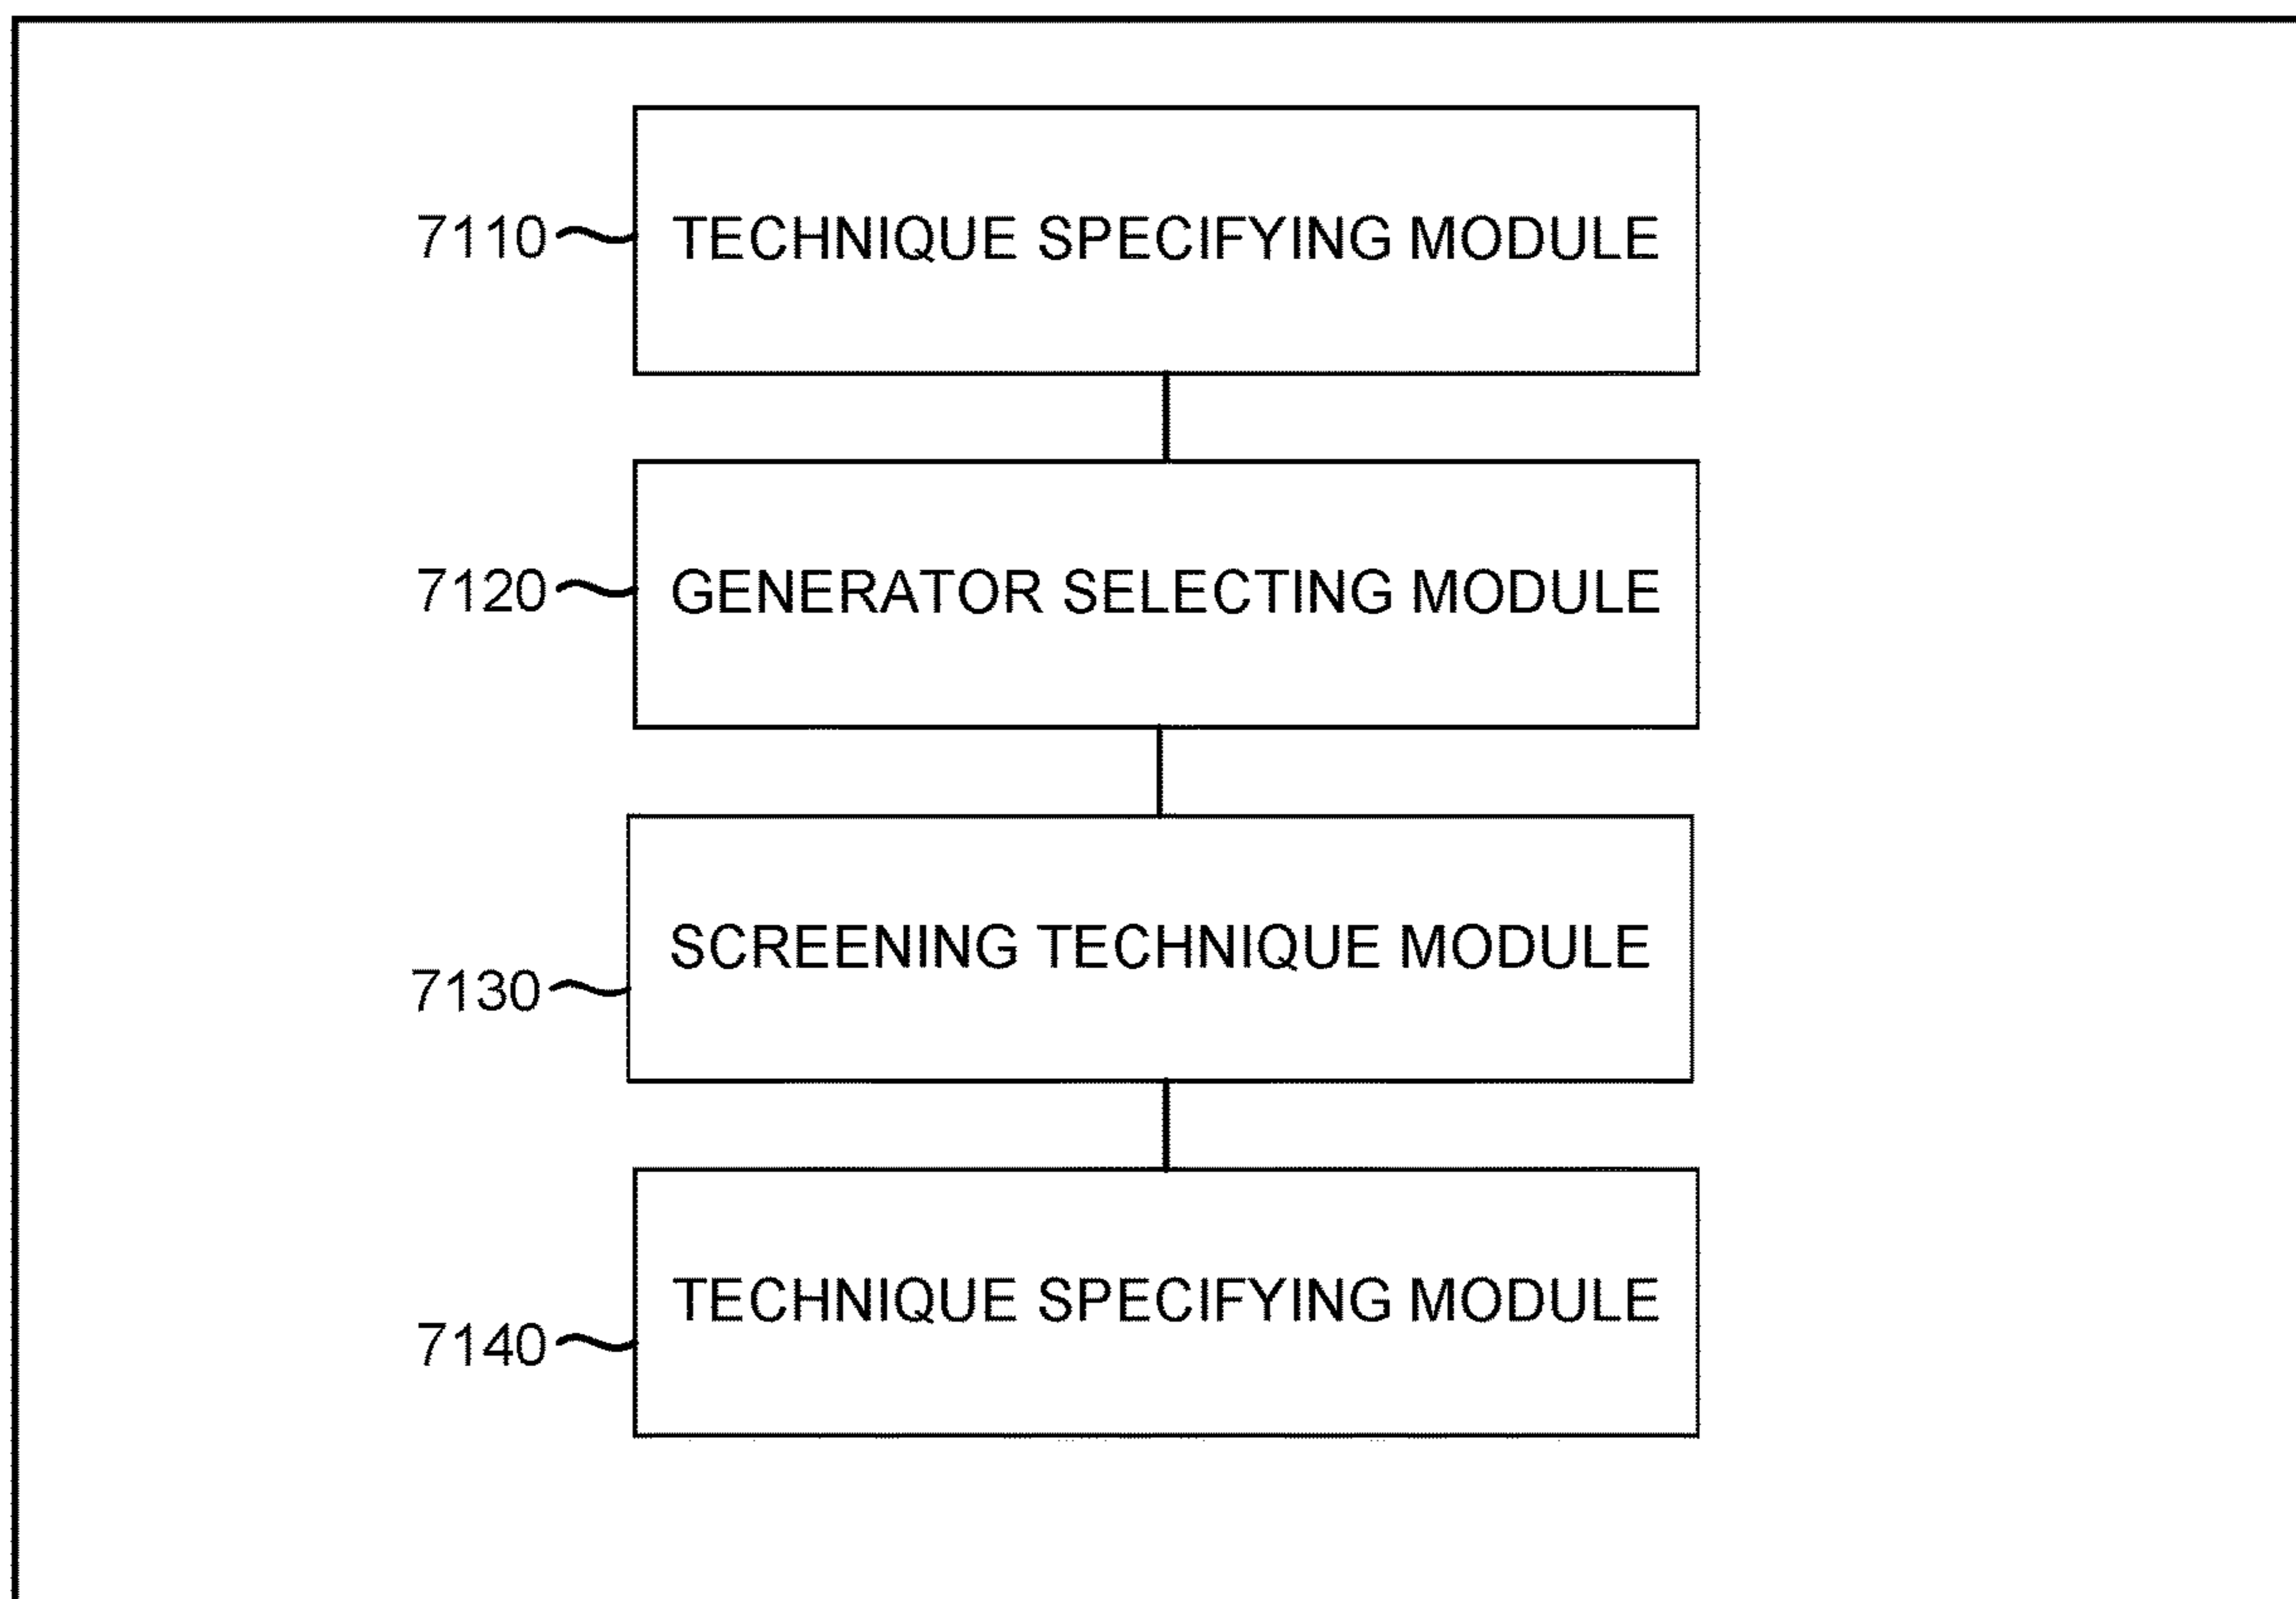 7110 TECHNIQUE SPECIFYING MODULE
7120 GENERATOR SELECTING MODULE
SCREENING TECHNIQUE MODULE
7130
TECHNIQUE SPECIFYING MODULE
7140